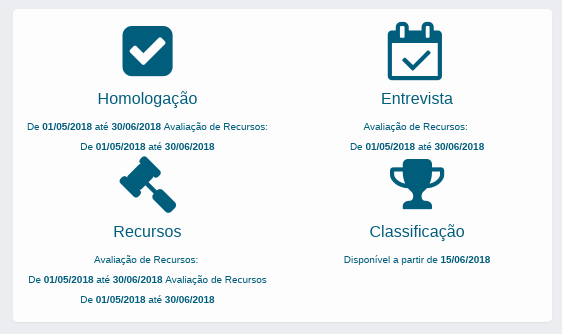 Homologação
De 01/05/2018 até 30/06/2018 Avaliação de Recursos:
De 01/05/2018 até 30/06/2018
Entrevista
Avaliação de Recursos:
De 01/05/2018 até 30/06/2018
Recursos
Avaliação de Recursos:
De 01/05/2018 até 30/06/2018 Avaliação de Recursos
De 01/05/2018 até 30/06/2018
Classificação
Disponível a partir de 15/06/2018